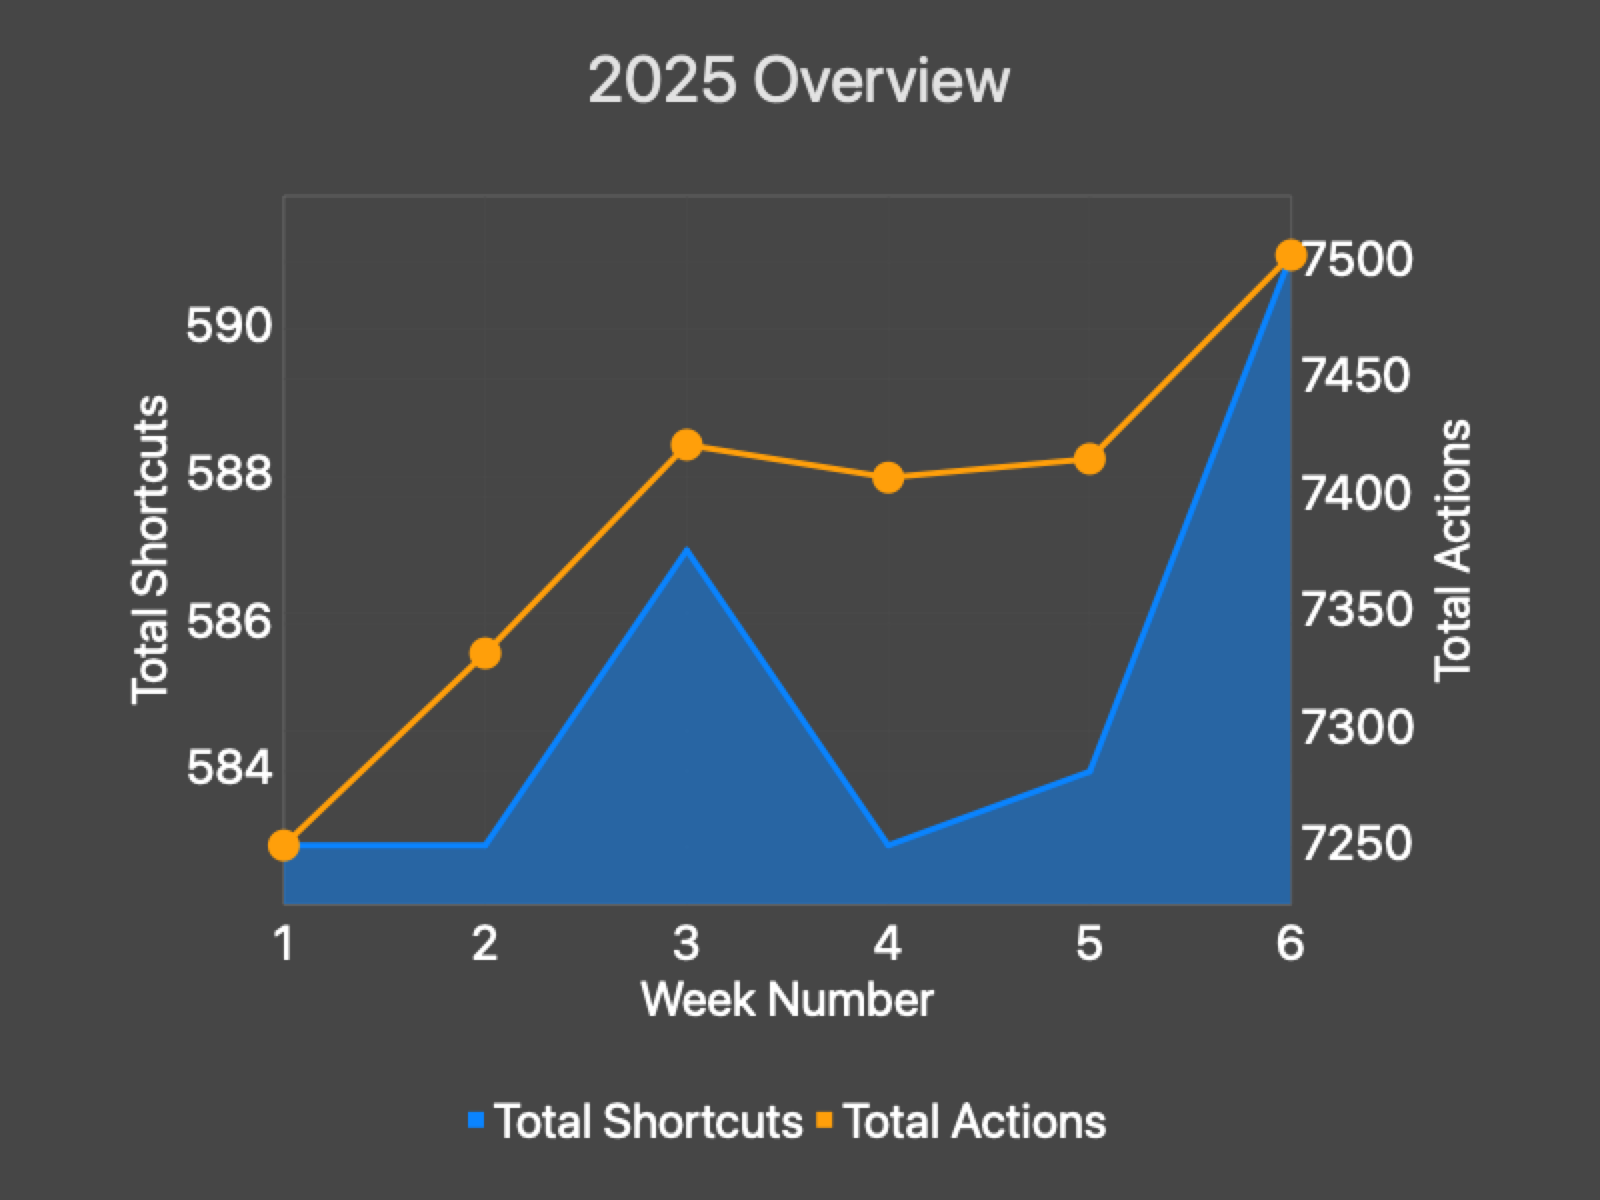 2025 Overview
Total Shortcuts
590
588
586
584
7500
7450
7400
7350
7300
7250
Total Actions
1 2 3 4 5 6
Week Number
Total Shortcuts Total Actions